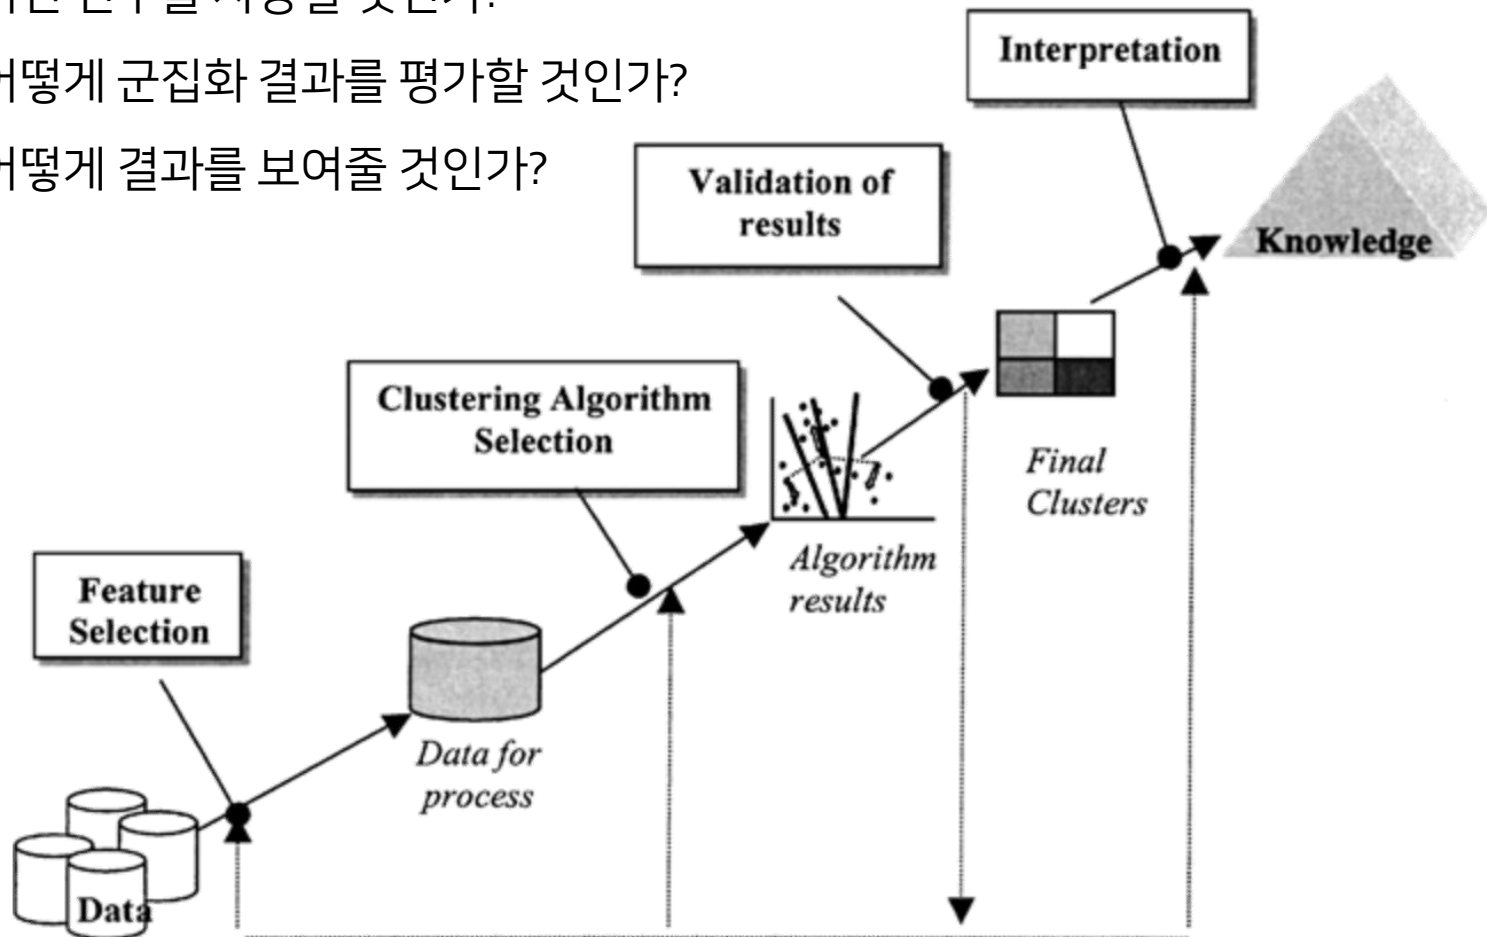 어떻게 군집화 결과를 평가할 것인가?
어떻게 결과를 보여줄 것인가?
Interpretation
Validation of
results
Knowledge
Clustering Algorithm
Selection
Final
Clusters
Algorithm
results
Feature
Selection
Data for
process
Data